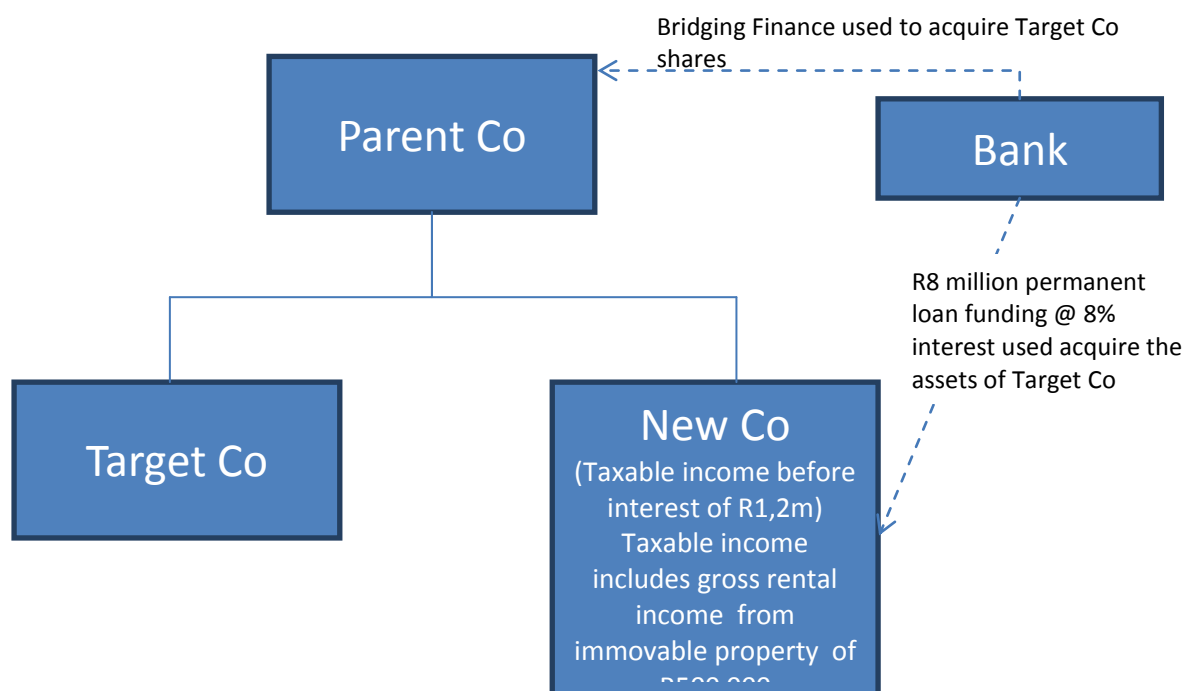 Bridging Finance used to acquire Target Co
shares
Parent Co
Bank
R8 million permanent
loan funding @ 8%
interest used acquire the
assets of Target Co
Target Co
New Co
(Taxable income before
interest of R1,2m)
Taxable income
includes gross rental
income from
immovable property of